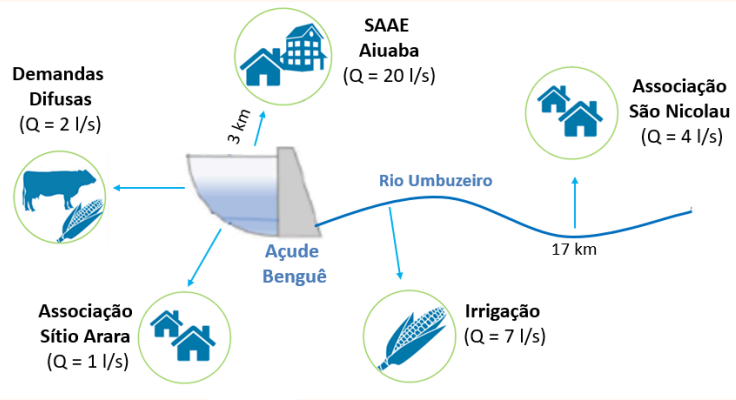 SAAE
Aiuaba
(Q = 20 l/s)
Demandas
Difusas
(Q = 2 l/s)
3 km
Associação
São Nicolau
(Q = 4 l/s)
Rio Umbuzeiro
Açude
Benguê
17 km
Associação
Sítio Arara
(Q = 1 l/s)
Irrigação
(Q = 7 l/s)